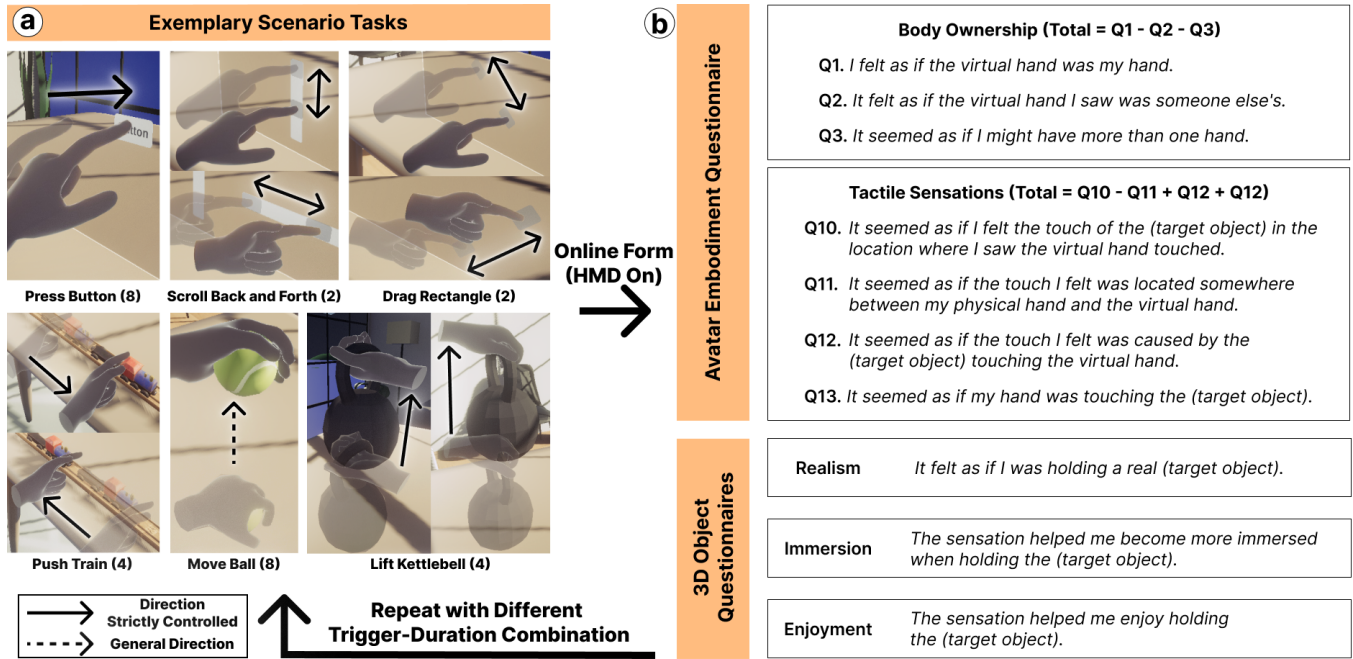 a
Exemplary Scenario Tasks
tton
Press Button (8)
Scroll Back and Forth (2)
Drag Rectangle (2)
Push Train (4)
Move Ball (8)
Lift Kettlebell (4)
Direction
Strictly Controlled
General Direction
Repeat with Different
Trigger-Duration Combination
Online Form
(HMD On)
b
Avatar Embodiment Questionnaire
Body Ownership (Total = Q1 - Q2 - Q3)
Q1. I felt as if the virtual hand was my hand.
Q2. It felt as if the virtual hand I saw was someone else's.
Q3. It seemed as if I might have more than one hand.
Tactile Sensations (Total = Q10 - Q11 + Q12 + Q12)
Q10. It seemed as if I felt the touch of the (target object) in the
location where I saw the virtual hand touched.
Q11. It seemed as if the touch I felt was located somewhere
between my physical hand and the virtual hand.
Q12. It seemed as if the touch I felt was caused by the
(target object) touching the virtual hand.
Q13. It seemed as if my hand was touching the (target object).
3D Object
Questionnaires
Realism
It felt as if I was holding a real (target object).
Immersion
The sensation helped me become more immersed
when holding the (target object).
Enjoyment
The sensation helped me enjoy holding
the (target object).